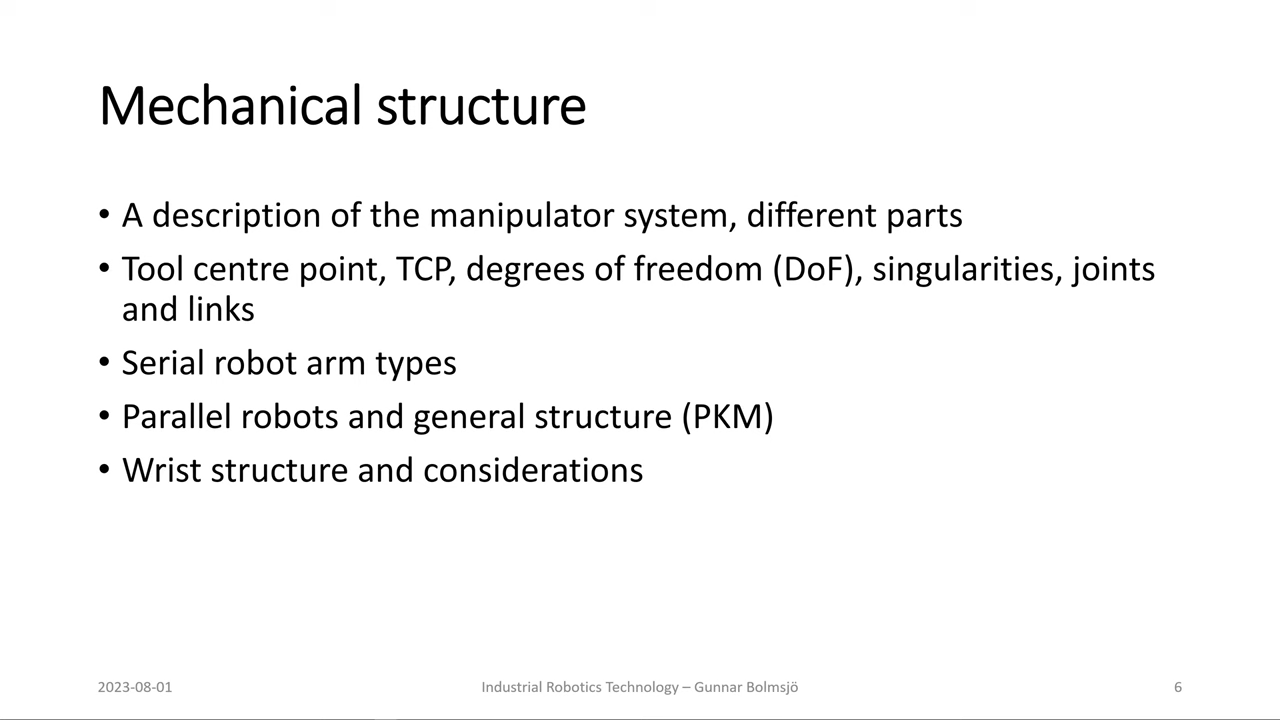 Mechanical structure
• A description of the manipulator system, different parts
• Tool centre point, TCP, degrees of freedom (DoF), singularities, joints
and links
• Serial robot arm types
• Parallel robots and general structure (PKM)
• Wrist structure and considerations
2023-08-01
Industrial Robotics Technology – Gunnar Bolmsjö
6